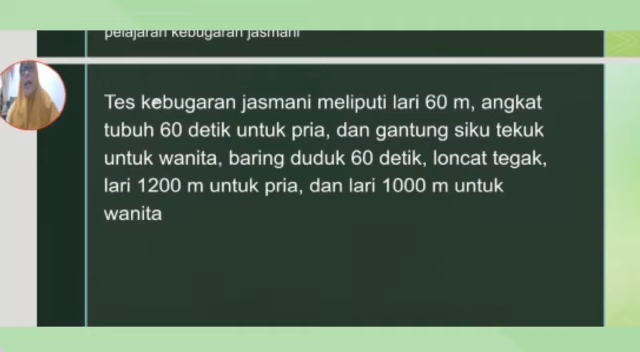 pelajaran kebugaran jasmani
Tes kebugaran jasmani meliputi lari 60 m, angkat
tubuh 60 detik untuk pria, dan gantung siku tekuk
untuk wanita, baring duduk 60 detik, loncat tegak,
lari 1200 m untuk pria, dan lari 1000 m untuk
wanita